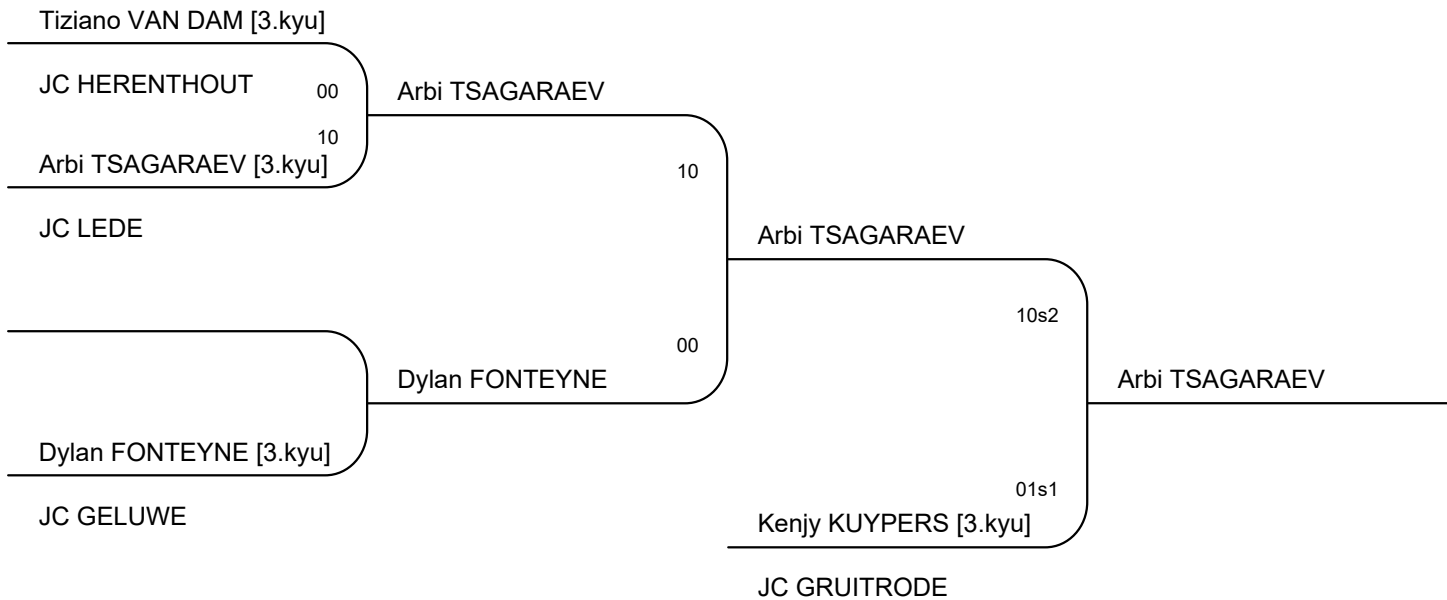 Tiziano VAN DAM [3.kyu]
JC HERENTHOUT
00
10
Arbi TSAGARAEV [3.kyu]
JC LEDE
Dylan FONTEYNE [3.kyu]
JC GELUWE
Arbi TSAGARAEV
10
00
Dylan FONTEYNE
Arbi TSAGARAEV
10s2
01s1
Kenjy KUYPERS [3.kyu]
JC GRUITRODE
Arbi TSAGARAEV